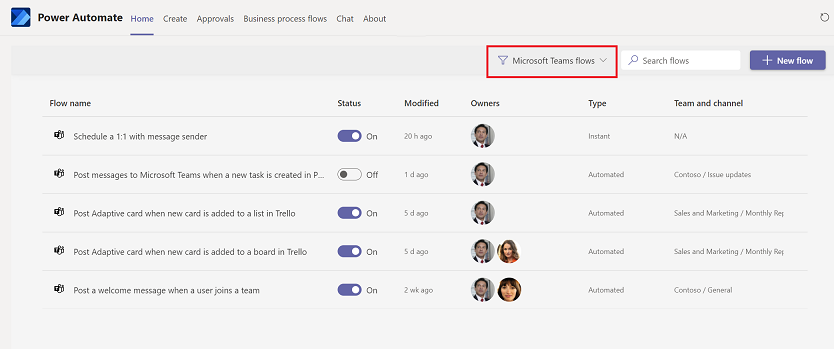 Power Automate Home Create Approvals Business process flows Chat About
Microsoft Teams flows Search flows New flow
Flow name Status Modified Owners Type Team and channel
Schedule a 1:1 with message sender On 20 h ago Instant N/A
Post messages to Microsoft Teams when a new task is created in P... Off 1 d ago Automated Contoso / Issue updates
Post Adaptive card when new card is added to a list in Trello On 5 d ago Automated Sales and Marketing / Monthly Rep
Post Adaptive card when new card is added to a board in Trello On 5 d ago Automated Sales and Marketing / Monthly Rep
Post a welcome message when a user joins a team On 2 wk ago Automated Contoso / General